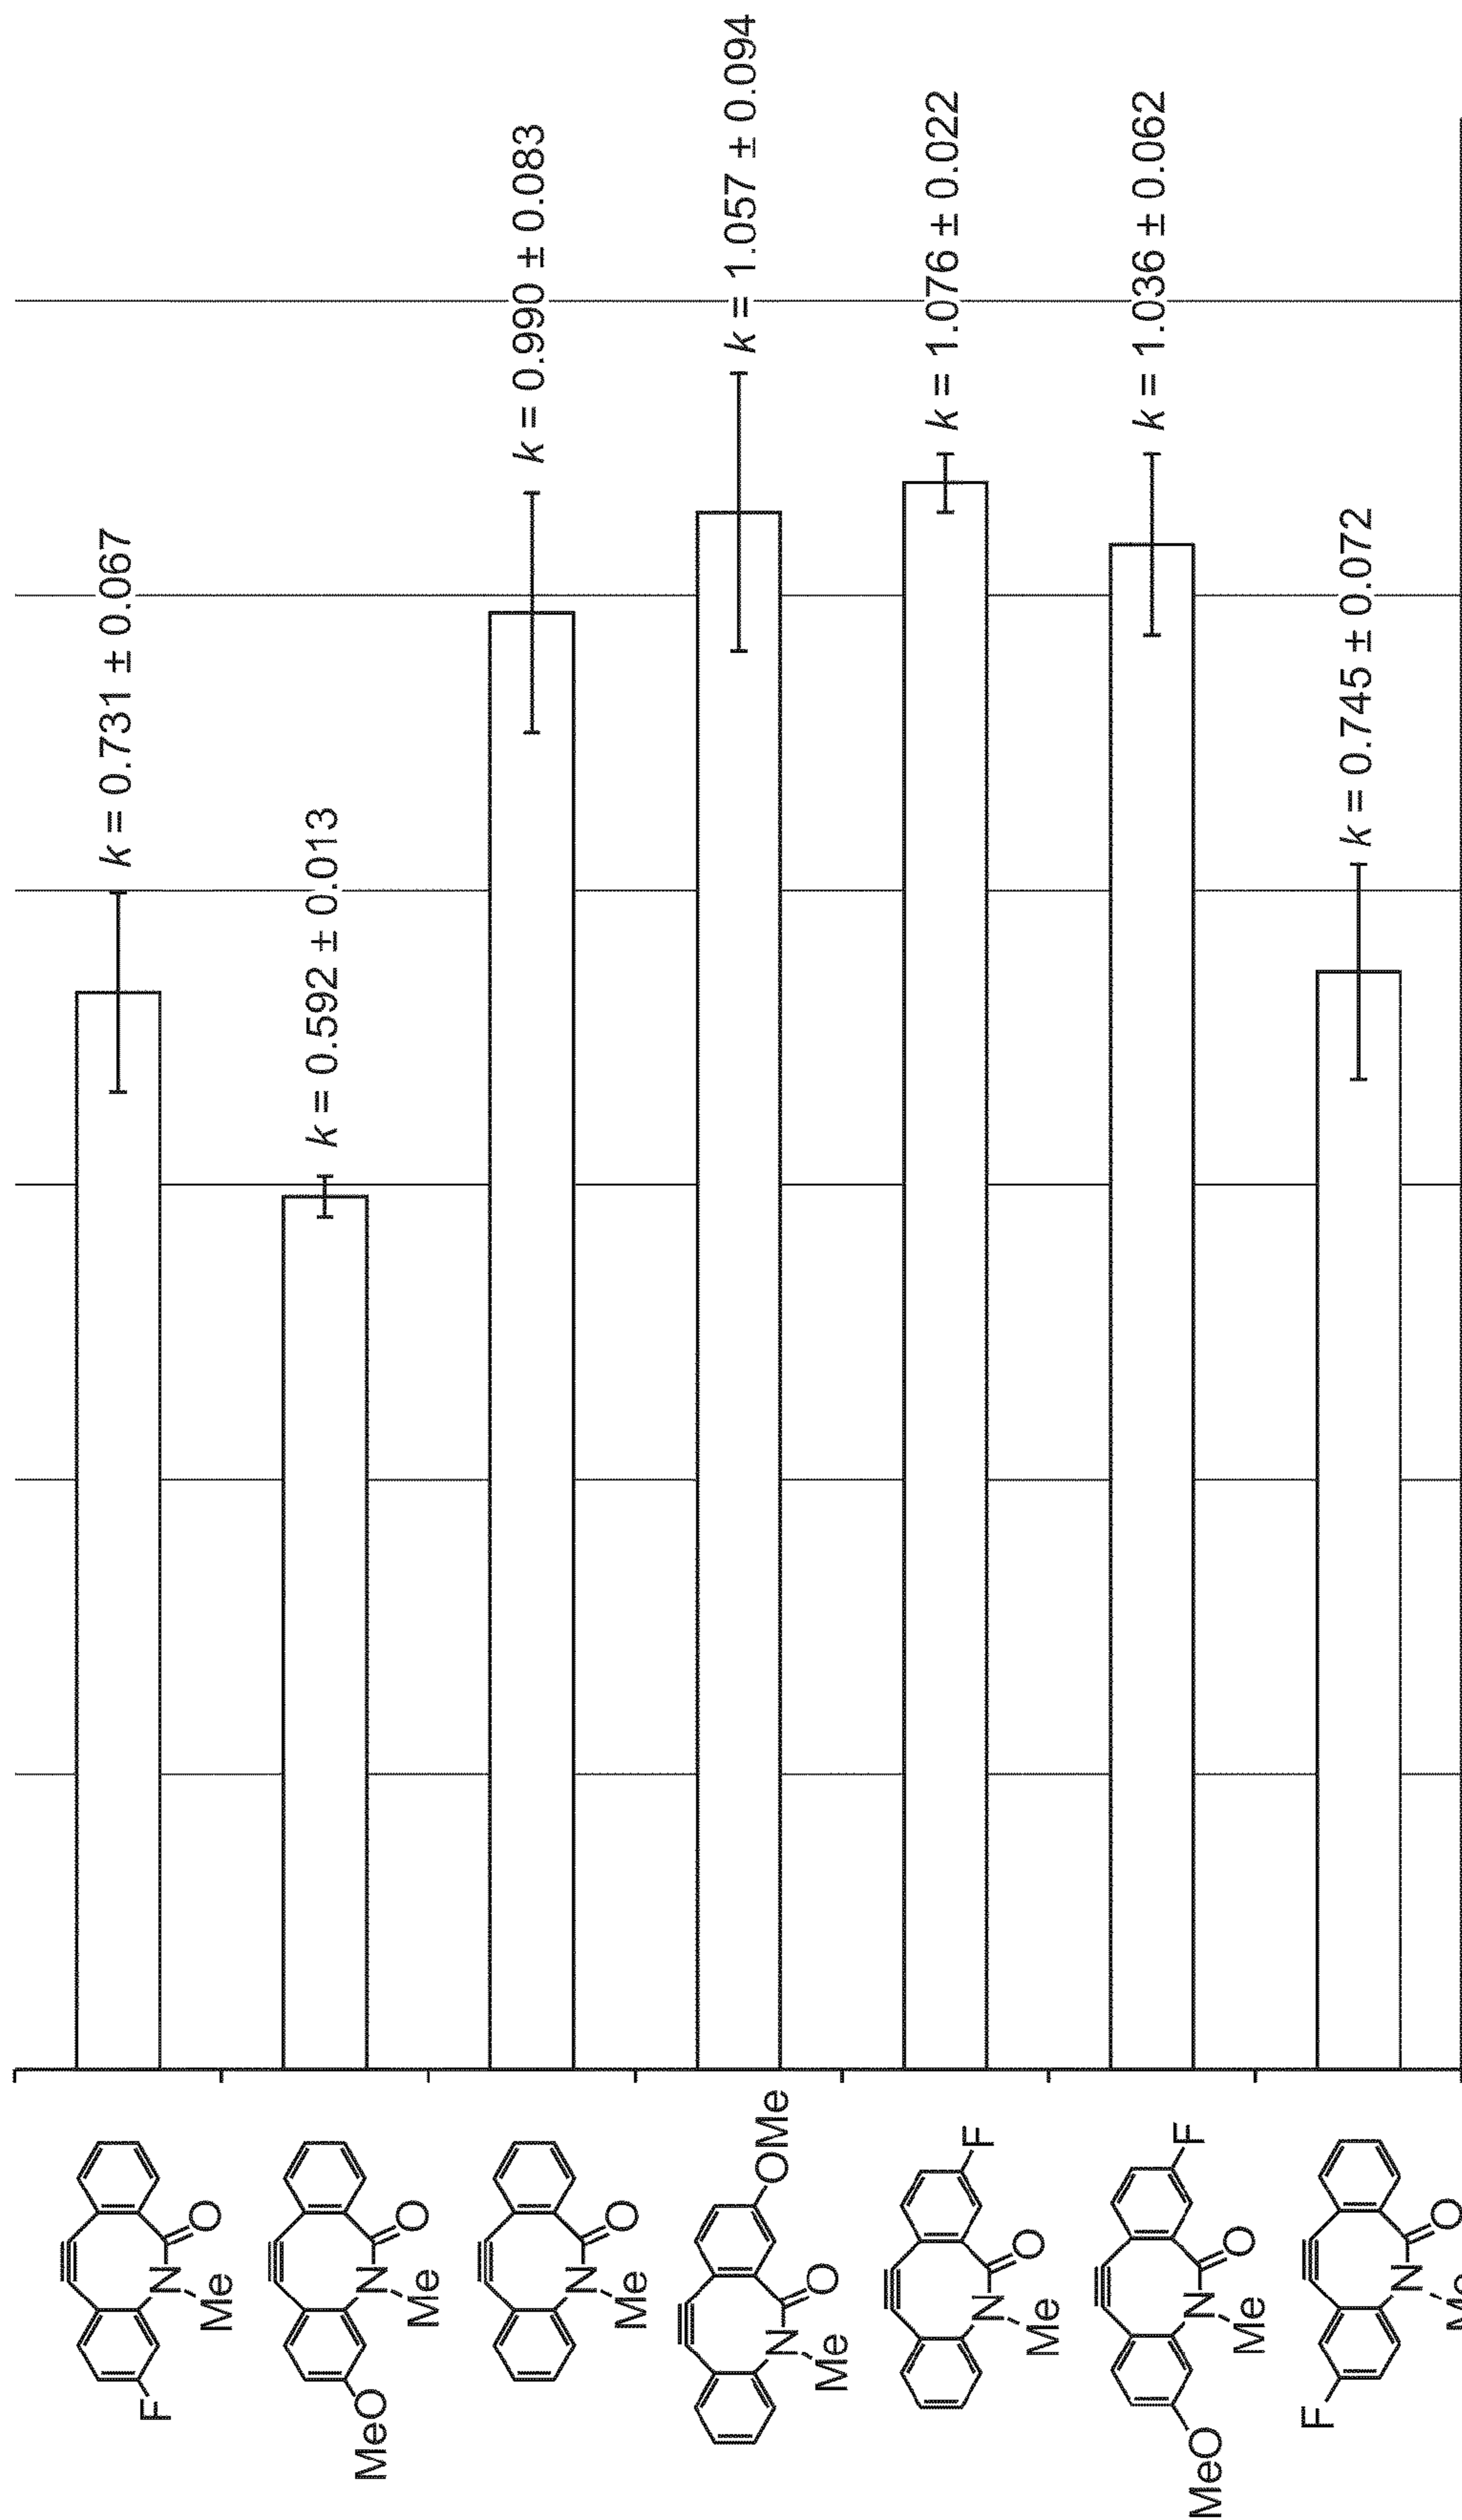 k = 0.731 ± 0.067
k = 0.592 ± 0.013
k = 0.990 ± 0.083
k = 1.057 ± 0.094
k = 1.076 ± 0.022
k = 1.036 ± 0.062
k = 0.745 ± 0.072
F
N
Me
O
MeO
N
Me
O
N
Me
O
N
Me
O
OMe
N
Me
O
F
MeO
N
Me
O
F
F
N
Me
O